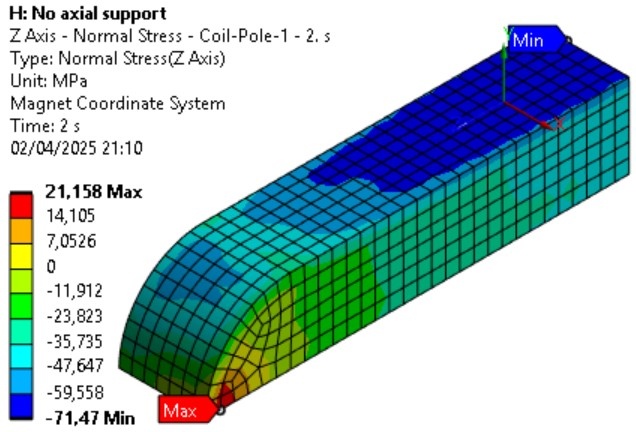 H: No axial support
Z Axis - Normal Stress - Coil-Pole-1 - 2. s
Type: Normal Stress(Z Axis)
Unit: MPa
Magnet Coordinate System
Time: 2 s
02/04/2025 21:10
21,158 Max
14,105
7,0526
0
-11,912
-23,823
-35,735
-47,647
-59,558
-71,47 Min
Min
Y
X
Max